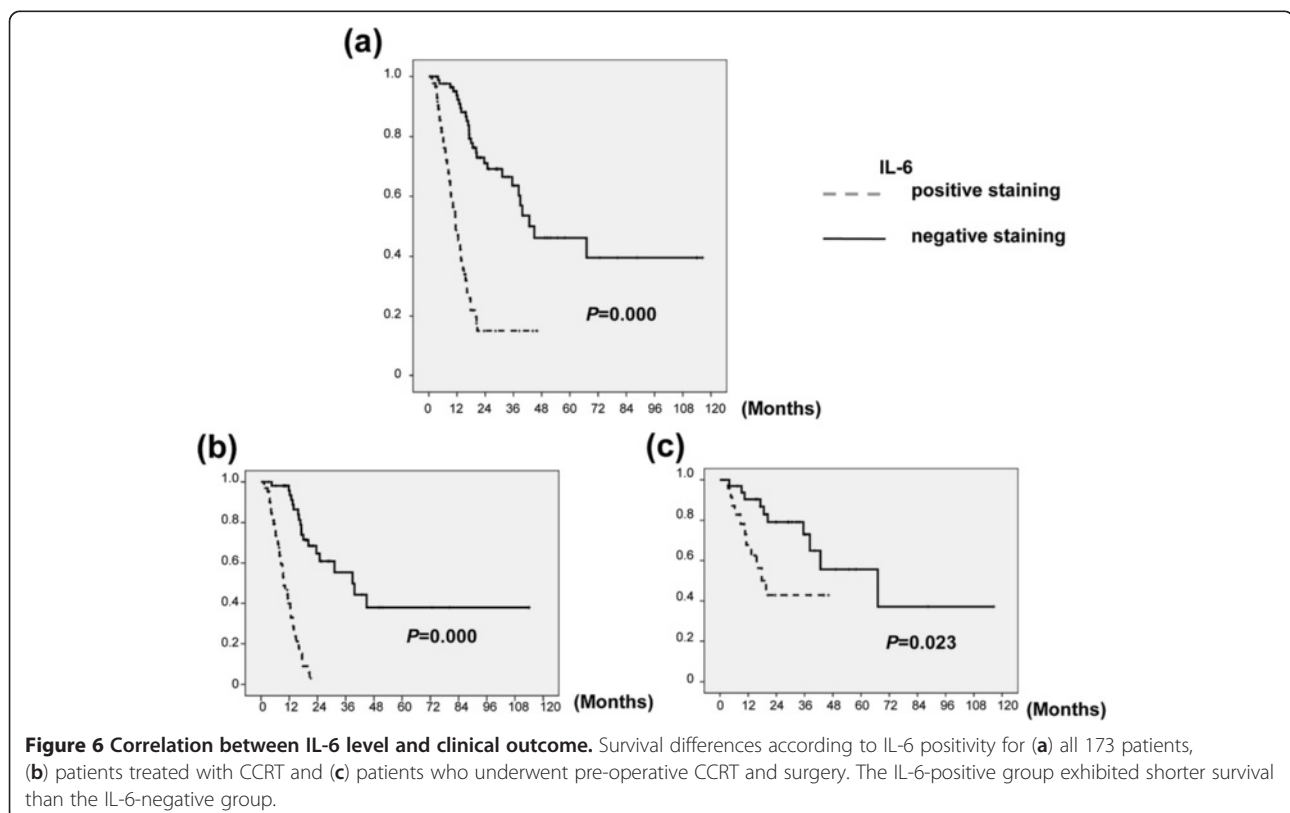 (a)
1.0
0.8
0.6
0.4
0.2
0
P=0.000
0 12 24 36 48 60 72 84 96 108 120 (Months)
IL-6
positive staining
negative staining
(b)
1.0
0.8
0.6
0.4
0.2
0
P=0.000
0 12 24 36 48 60 72 84 96 108 120 (Months)
(c)
1.0
0.8
0.6
0.4
0.2
0
P=0.023
0 12 24 36 48 60 72 84 96 108 120 (Months)
Figure 6 Correlation between IL-6 level and clinical outcome. Survival differences according to IL-6 positivity for (a) all 173 patients,
(b) patients treated with CCRT and (c) patients who underwent pre-operative CCRT and surgery. The IL-6-positive group exhibited shorter survival
than the IL-6-negative group.